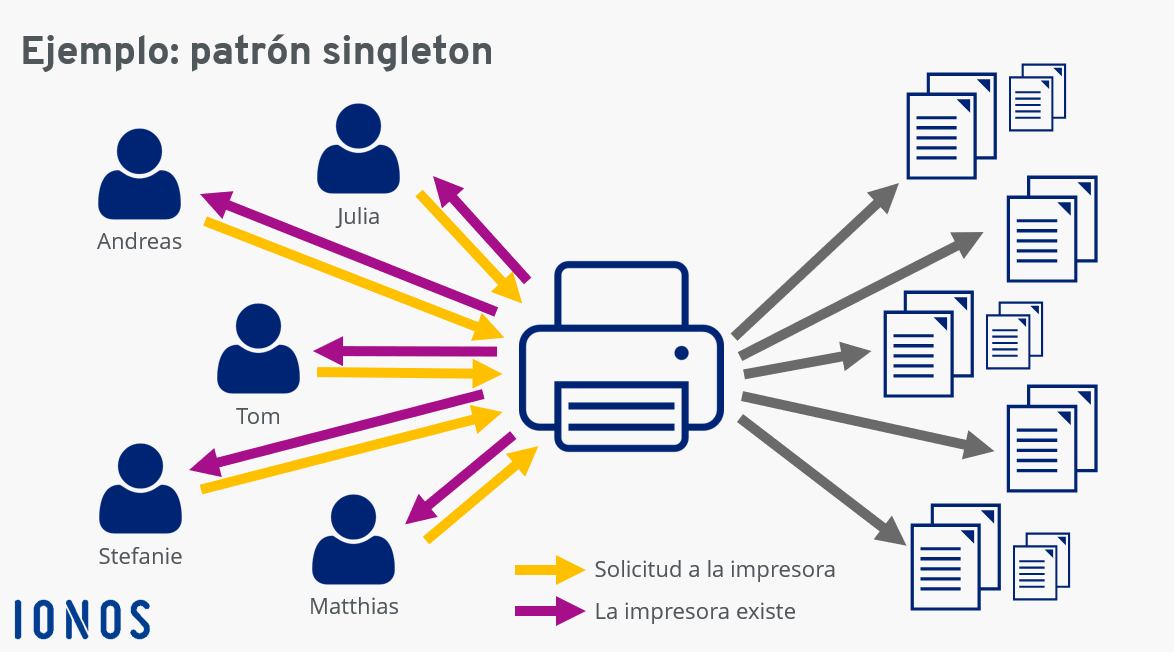 Ejemplo: patrón singleton
Julia
Andreas
Tom
Stefanie
Matthias
Solicitud a la impresora
La impresora existe
IONOS